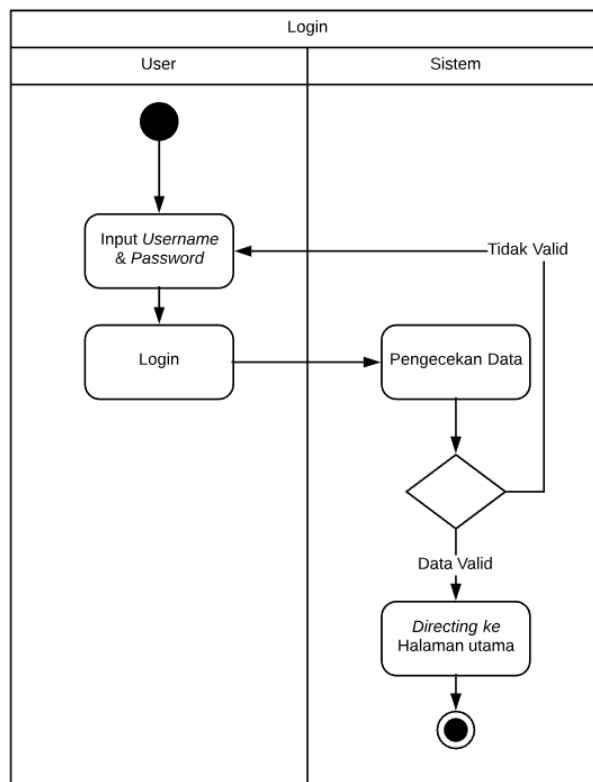 Login
User
Sistem
Input Username
& Password
Tidak Valid
Login
Pengecekan Data
Data Valid
Directing ke
Halaman utama